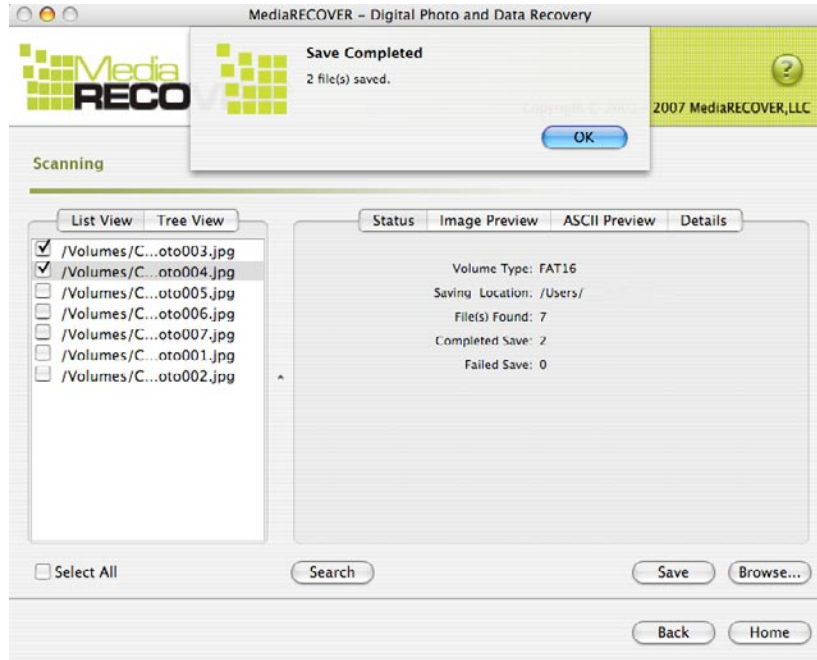 MediaRECOVER – Digital Photo and Data Recovery
Save Completed
2 file(s) saved.
OK
Media
RECOV
?
Copyright © 2002 - 2007 MediaRECOVER,LLC
Scanning
List View Tree View
/Volumes/C...oto003.jpg
/Volumes/C...oto004.jpg
/Volumes/C...oto005.jpg
/Volumes/C...oto006.jpg
/Volumes/C...oto007.jpg
/Volumes/C...oto001.jpg
/Volumes/C...oto002.jpg
Select All
Status Image Preview ASCII Preview Details
Volume Type: FAT16
Saving Location: /Users/
File(s) Found: 7
Completed Save: 2
Failed Save: 0
Search
Save
Browse...
Back
Home